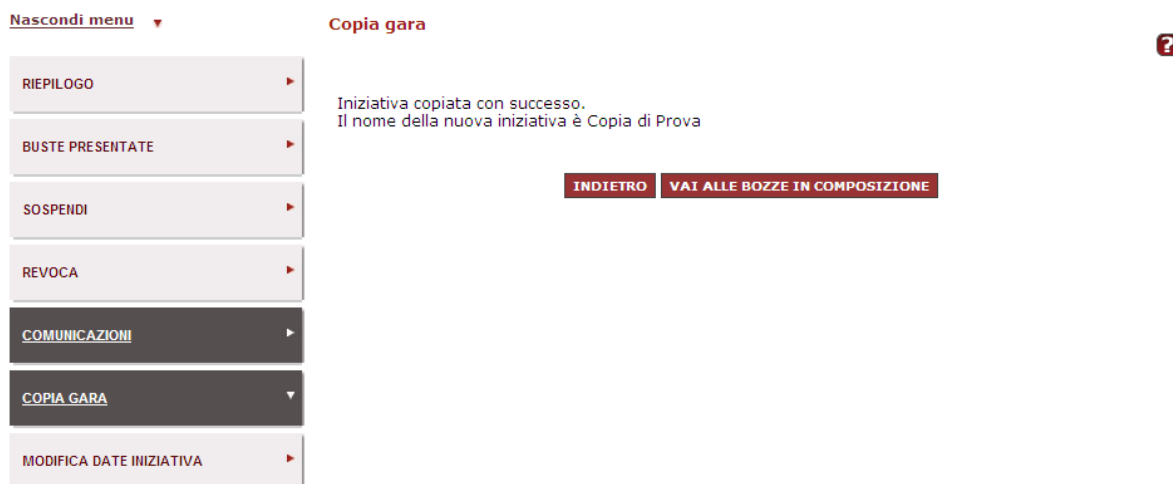 Nascondi menu
Copia gara
?
RIEPILOGO
BUSTE PRESENTATE
SOSPENDI
REVOCA
COMUNICAZIONI
COPIA GARA
MODIFICA DATE INIZIATIVA
Iniziativa copiata con successo.
Il nome della nuova iniziativa è Copia di Prova
INDIETRO
VAI ALLE BOZZE IN COMPOSIZIONE